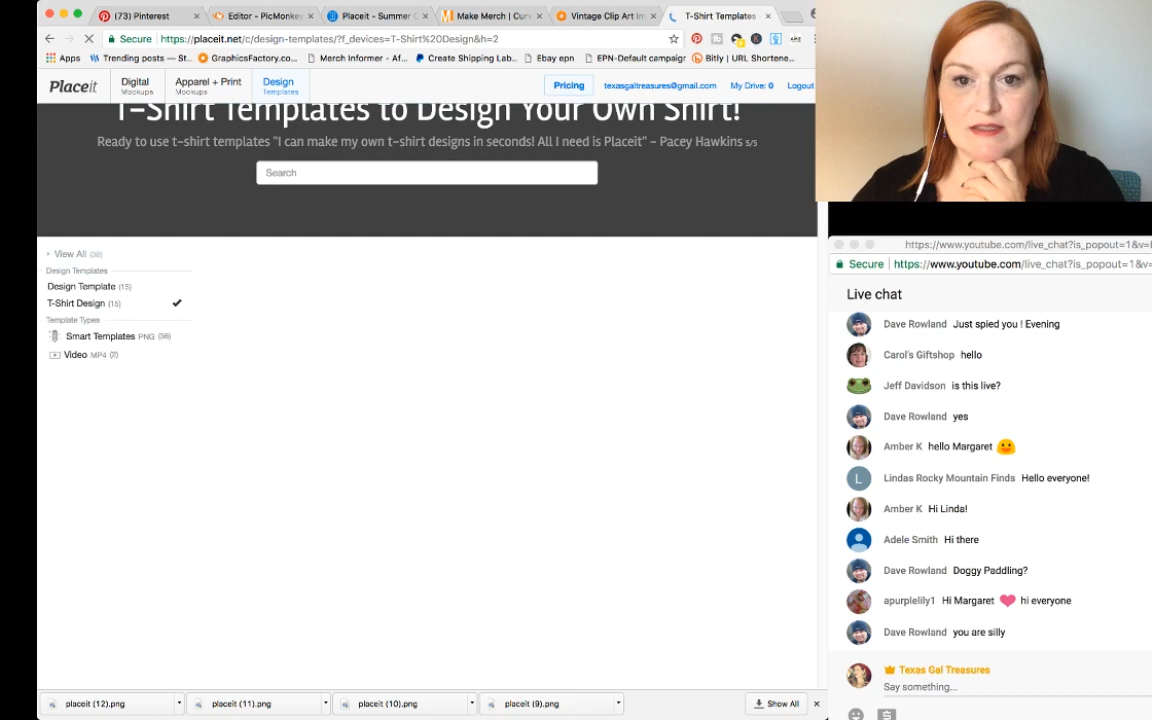 (73) Pinterest
Editor - PicMonkey
Placeit - Summer
Make Merch | Cur
Vintage Clip Art Im
T-Shirt Templates
Secure
https://placeit.net/c/design-templates/?f_devices=T-Shirt%20Design&h=2
Apps
Trending posts — St...
GraphicsFactory.co...
Merch Informer - Af...
Create Shipping Lab...
Ebay epn
EPN-Default campaign
Bitly | URL Shortene...
Placeit
Digital
Mockups
Apparel + Print
Mockups
Design
Templates
Pricing
texasgaltreasures@gmail.com
My Drive: 0
Logout
T-Shirt Templates to Design Your Own Shirt!
Ready to use t-shirt templates "I can make my own t-shirt designs in seconds! All I need is Placeit" – Pacey Hawkins 5/5
Search
View All (38)
Design Templates
Design Template (15)
T-Shirt Design (15)
Template Types
Smart Templates PNG (36)
Video MP4 (2)
https://www.youtube.com/live_chat?is_popout=1&v=
Secure
https://www.youtube.com/live_chat?is_popout=1&v=
Live chat
Dave Rowland Just spied you ! Evening
Carol's Giftshop hello
Jeff Davidson is this live?
Dave Rowland yes
Amber K hello Margaret
L
Lindas Rocky Mountain Finds Hello everyone!
Amber K Hi Linda!
Adele Smith Hi there
Dave Rowland Doggy Paddling?
apurplelily1 Hi Margaret hi everyone
Dave Rowland you are silly
Texas Gal Treasures
Say something...
placeit (12).png
placeit (11).png
placeit (10).png
placeit (9).png
Show All